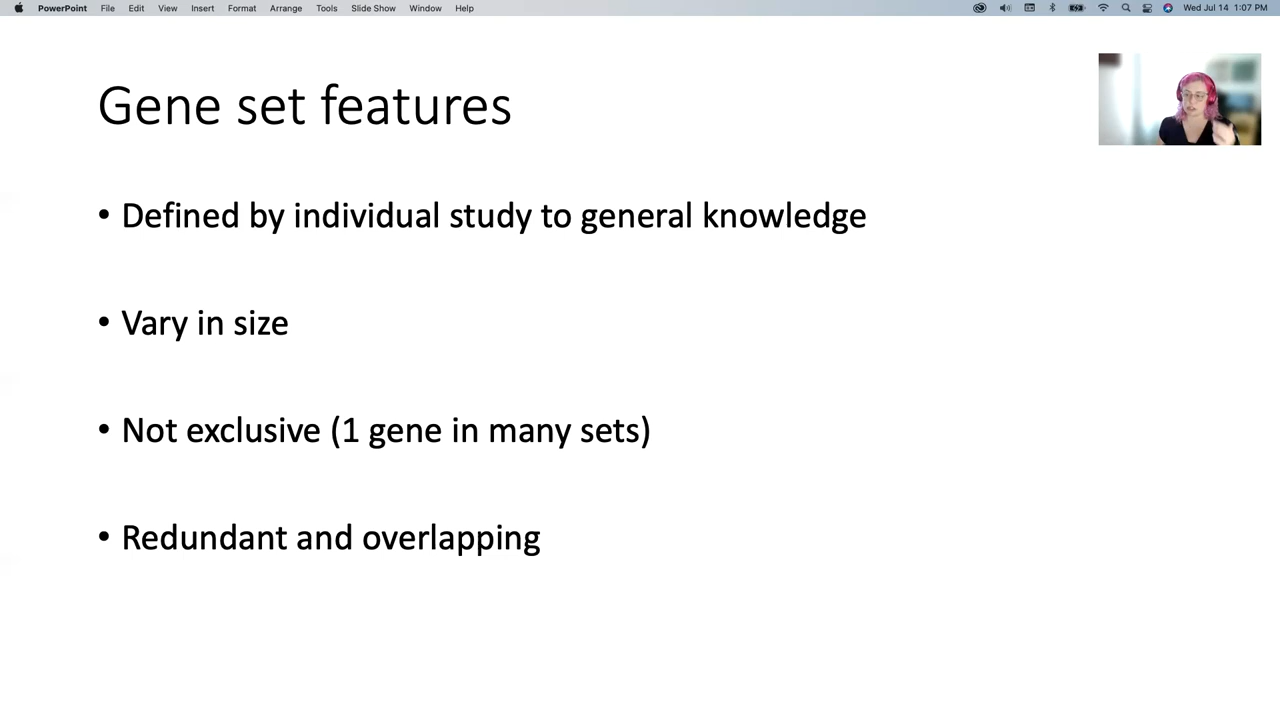 PowerPoint File Edit View Insert Format Arrange Tools Slide Show Window Help Wed Jul 14 1:07 PM
Gene set features
• Defined by individual study to general knowledge
• Vary in size
• Not exclusive (1 gene in many sets)
• Redundant and overlapping